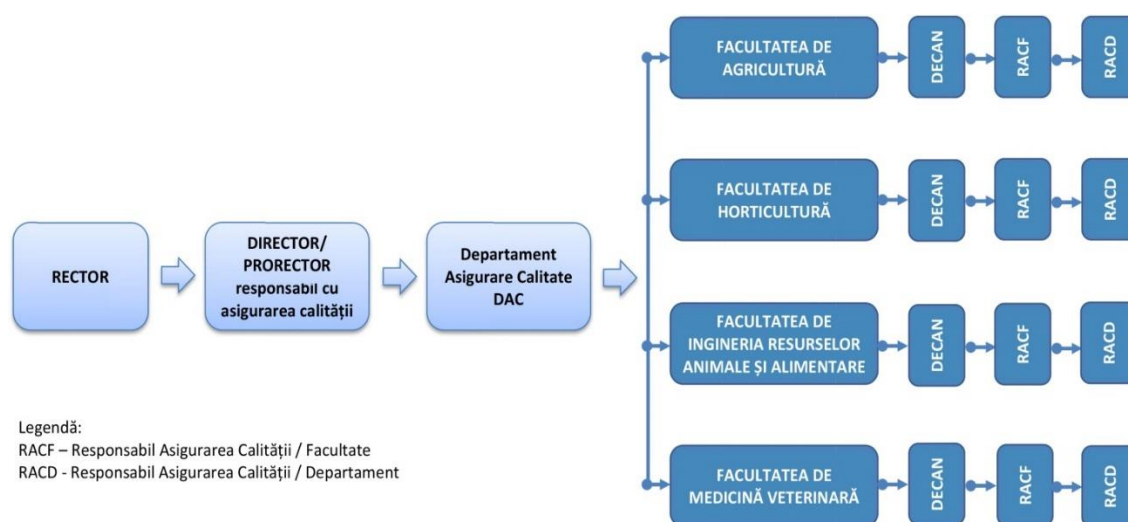 RECTOR
DIRECTOR/
PRORECTOR
responsabil cu
asigurarea calității
Departament
Asigurare Calitate
DAC
FACULTATEA DE
AGRICULTURĂ
DECAN
RACF
RACD
FACULTATEA DE
HORTICULTURĂ
DECAN
RACF
RACD
FACULTATEA DE
INGINERIA RESURSELOR
ANIMALE ȘI ALIMENTARE
DECAN
RACF
RACD
FACULTATEA DE
MEDICINĂ VETERINARĂ
DECAN
RACF
RACD
Legendă:
RACF – Responsabil Asigurarea Calității / Facultate
RACD - Responsabil Asigurarea Calității / Departament